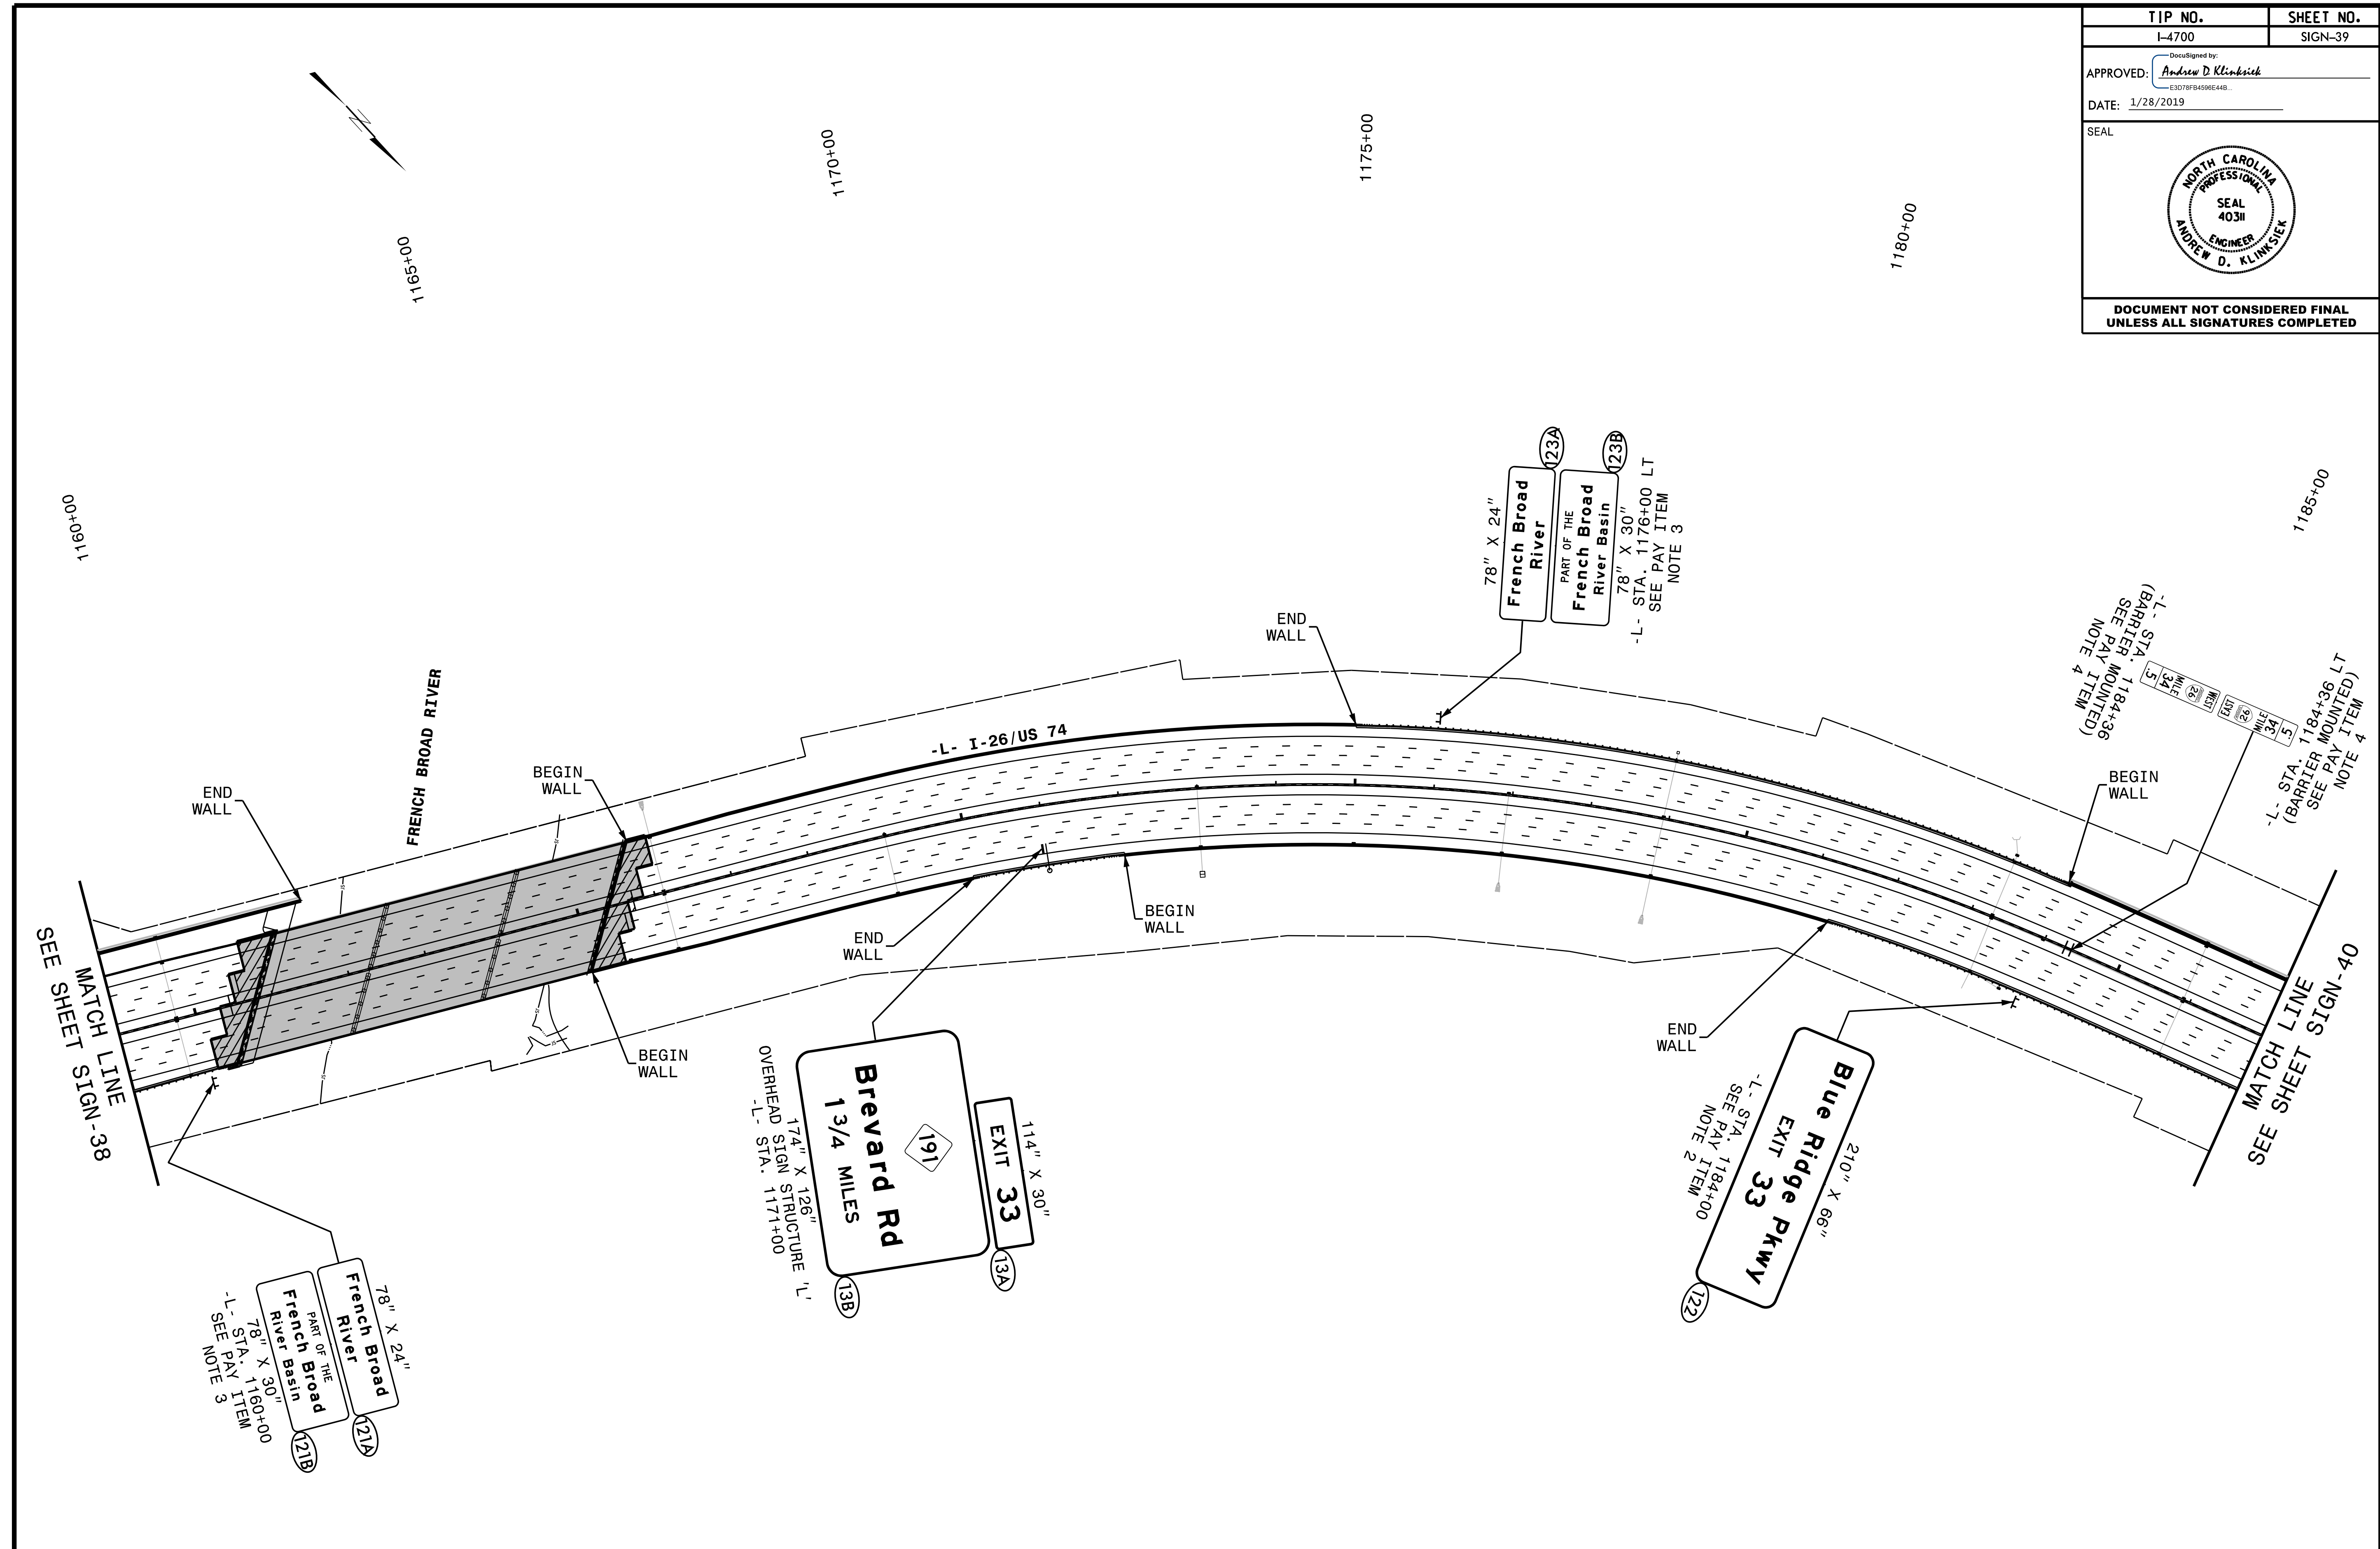 TIP NO.
SHEET NO.
I-4700
SIGN-39
DocuSigned by:
APPROVED: Andrew D. Klinksiek
E3D78FB4596E44B...
DATE: 1/28/2019
SEAL
NORTH CAROLINA
PROFESSIONAL
SEAL
40311
ENGINEER
ANDREW D. KLINKSIEK
DOCUMENT NOT CONSIDERED FINAL
UNLESS ALL SIGNATURES COMPLETED
N
1160+00
1165+00
1170+00
1175+00
1180+00
1185+00
78" X 24"
French Broad
River
123A
PART OF THE
French Broad
River Basin
123B
78" X 30"
-L- STA. 1176+00 LT
SEE PAY ITEM
NOTE 3
END
WALL
-L- STA. 1184+36
(BARRIER MOUNTED)
SEE PAY ITEM
NOTE 4
WEST
26
MILE
34
.5
EAST
26
MILE
34
.5
-L- STA. 1184+36 LT
(BARRIER MOUNTED)
SEE PAY ITEM
NOTE 4
FRENCH BROAD RIVER
-L- I-26/US 74
END
WALL
BEGIN
WALL
BEGIN
WALL
BEGIN
WALL
END
WALL
END
WALL
BEGIN
WALL
MATCH LINE
SEE SHEET SIGN-38
MATCH LINE
SEE SHEET SIGN-40
114" X 30"
EXIT 33
13A
191
Brevard Rd
1 3/4 MILES
13B
174" X 126"
OVERHEAD SIGN STRUCTURE 'L'
-L- STA. 1171+00
210" X 66"
Blue Ridge Pkwy
EXIT 33
122
-L- STA. 1184+00
SEE PAY ITEM
NOTE 2
78" X 24"
French Broad
River
121A
PART OF THE
French Broad
River Basin
121B
78" X 30"
-L- STA. 1160+00
SEE PAY ITEM
NOTE 3